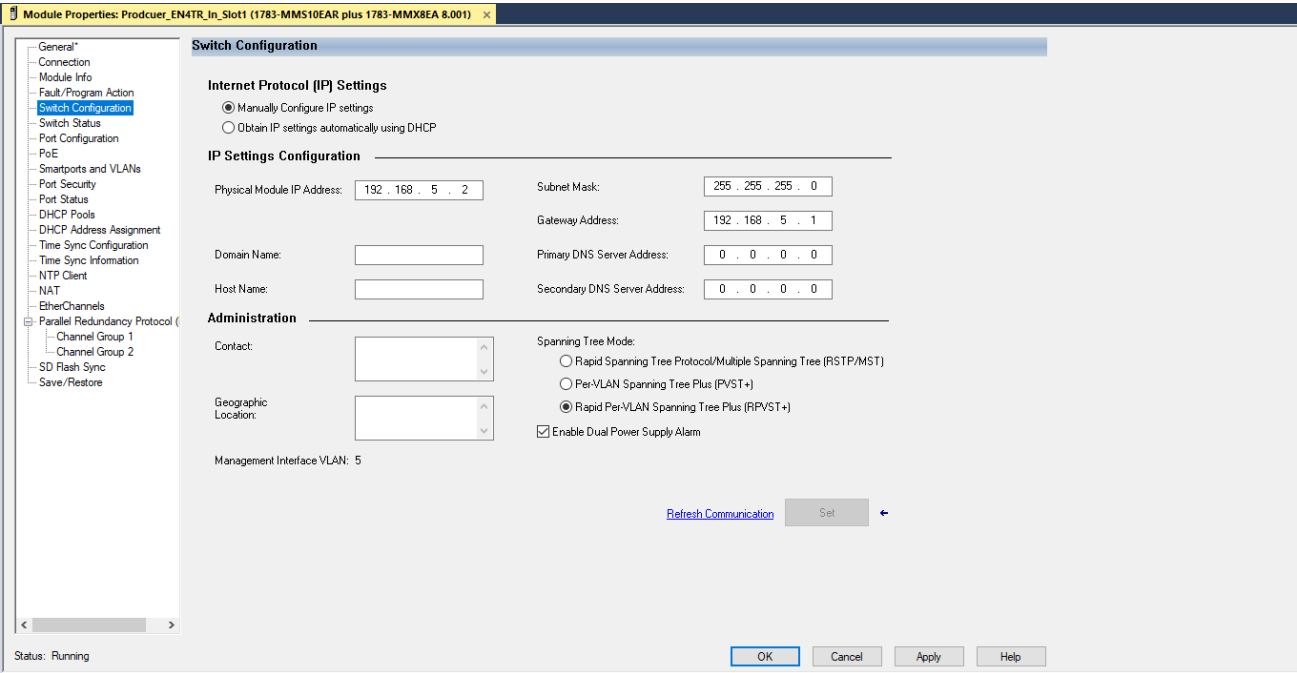 Module Properties: Prodcuer_EN4TR_In_Slot1 (1783-MMS10EAR plus 1783-MMX8EA 8.001) ×
General*
Connection
Module Info
Fault/Program Action
Switch Configuration
Switch Status
Port Configuration
PoE
Smartports and VLANs
Port Security
Port Status
DHCP Pools
DHCP Address Assignment
Time Sync Configuration
Time Sync Information
NTP Client
NAT
EtherChannels
Parallel Redundancy Protocol (
Channel Group 1
Channel Group 2
SD Flash Sync
Save/Restore
Switch Configuration
Internet Protocol (IP) Settings
Manually Configure IP settings
Obtain IP settings automatically using DHCP
IP Settings Configuration
Physical Module IP Address: 192 . 168 . 5 . 2
Subnet Mask: 255 . 255 . 255 . 0
Gateway Address: 192 . 168 . 5 . 1
Domain Name:
Primary DNS Server Address: 0 . 0 . 0 . 0
Host Name:
Secondary DNS Server Address: 0 . 0 . 0 . 0
Administration
Contact:
Geographic
Location:
Management Interface VLAN: 5
Spanning Tree Mode:
Rapid Spanning Tree Protocol/Multiple Spanning Tree (RSTP/MST)
Per-VLAN Spanning Tree Plus (PVST+)
Rapid Per-VLAN Spanning Tree Plus (RPVST+)
Enable Dual Power Supply Alarm
Refresh Communication Set
Status: Running
OK Cancel Apply Help